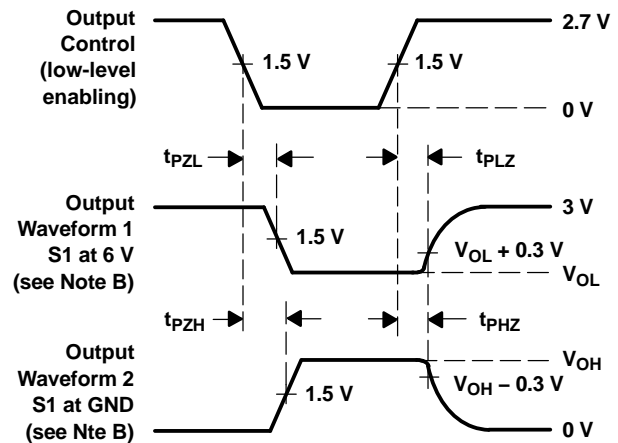 Output
Control
(low-level
enabling)
1.5 V
1.5 V
2.7 V
0 V
tPZL
tPLZ
Output
Waveform 1
S1 at 6 V
(see Note B)
1.5 V
3 V
VOL + 0.3 V
VOL
tPZH
tPHZ
Output
Waveform 2
S1 at GND
(see Nte B)
1.5 V
VOH
VOH − 0.3 V
0 V